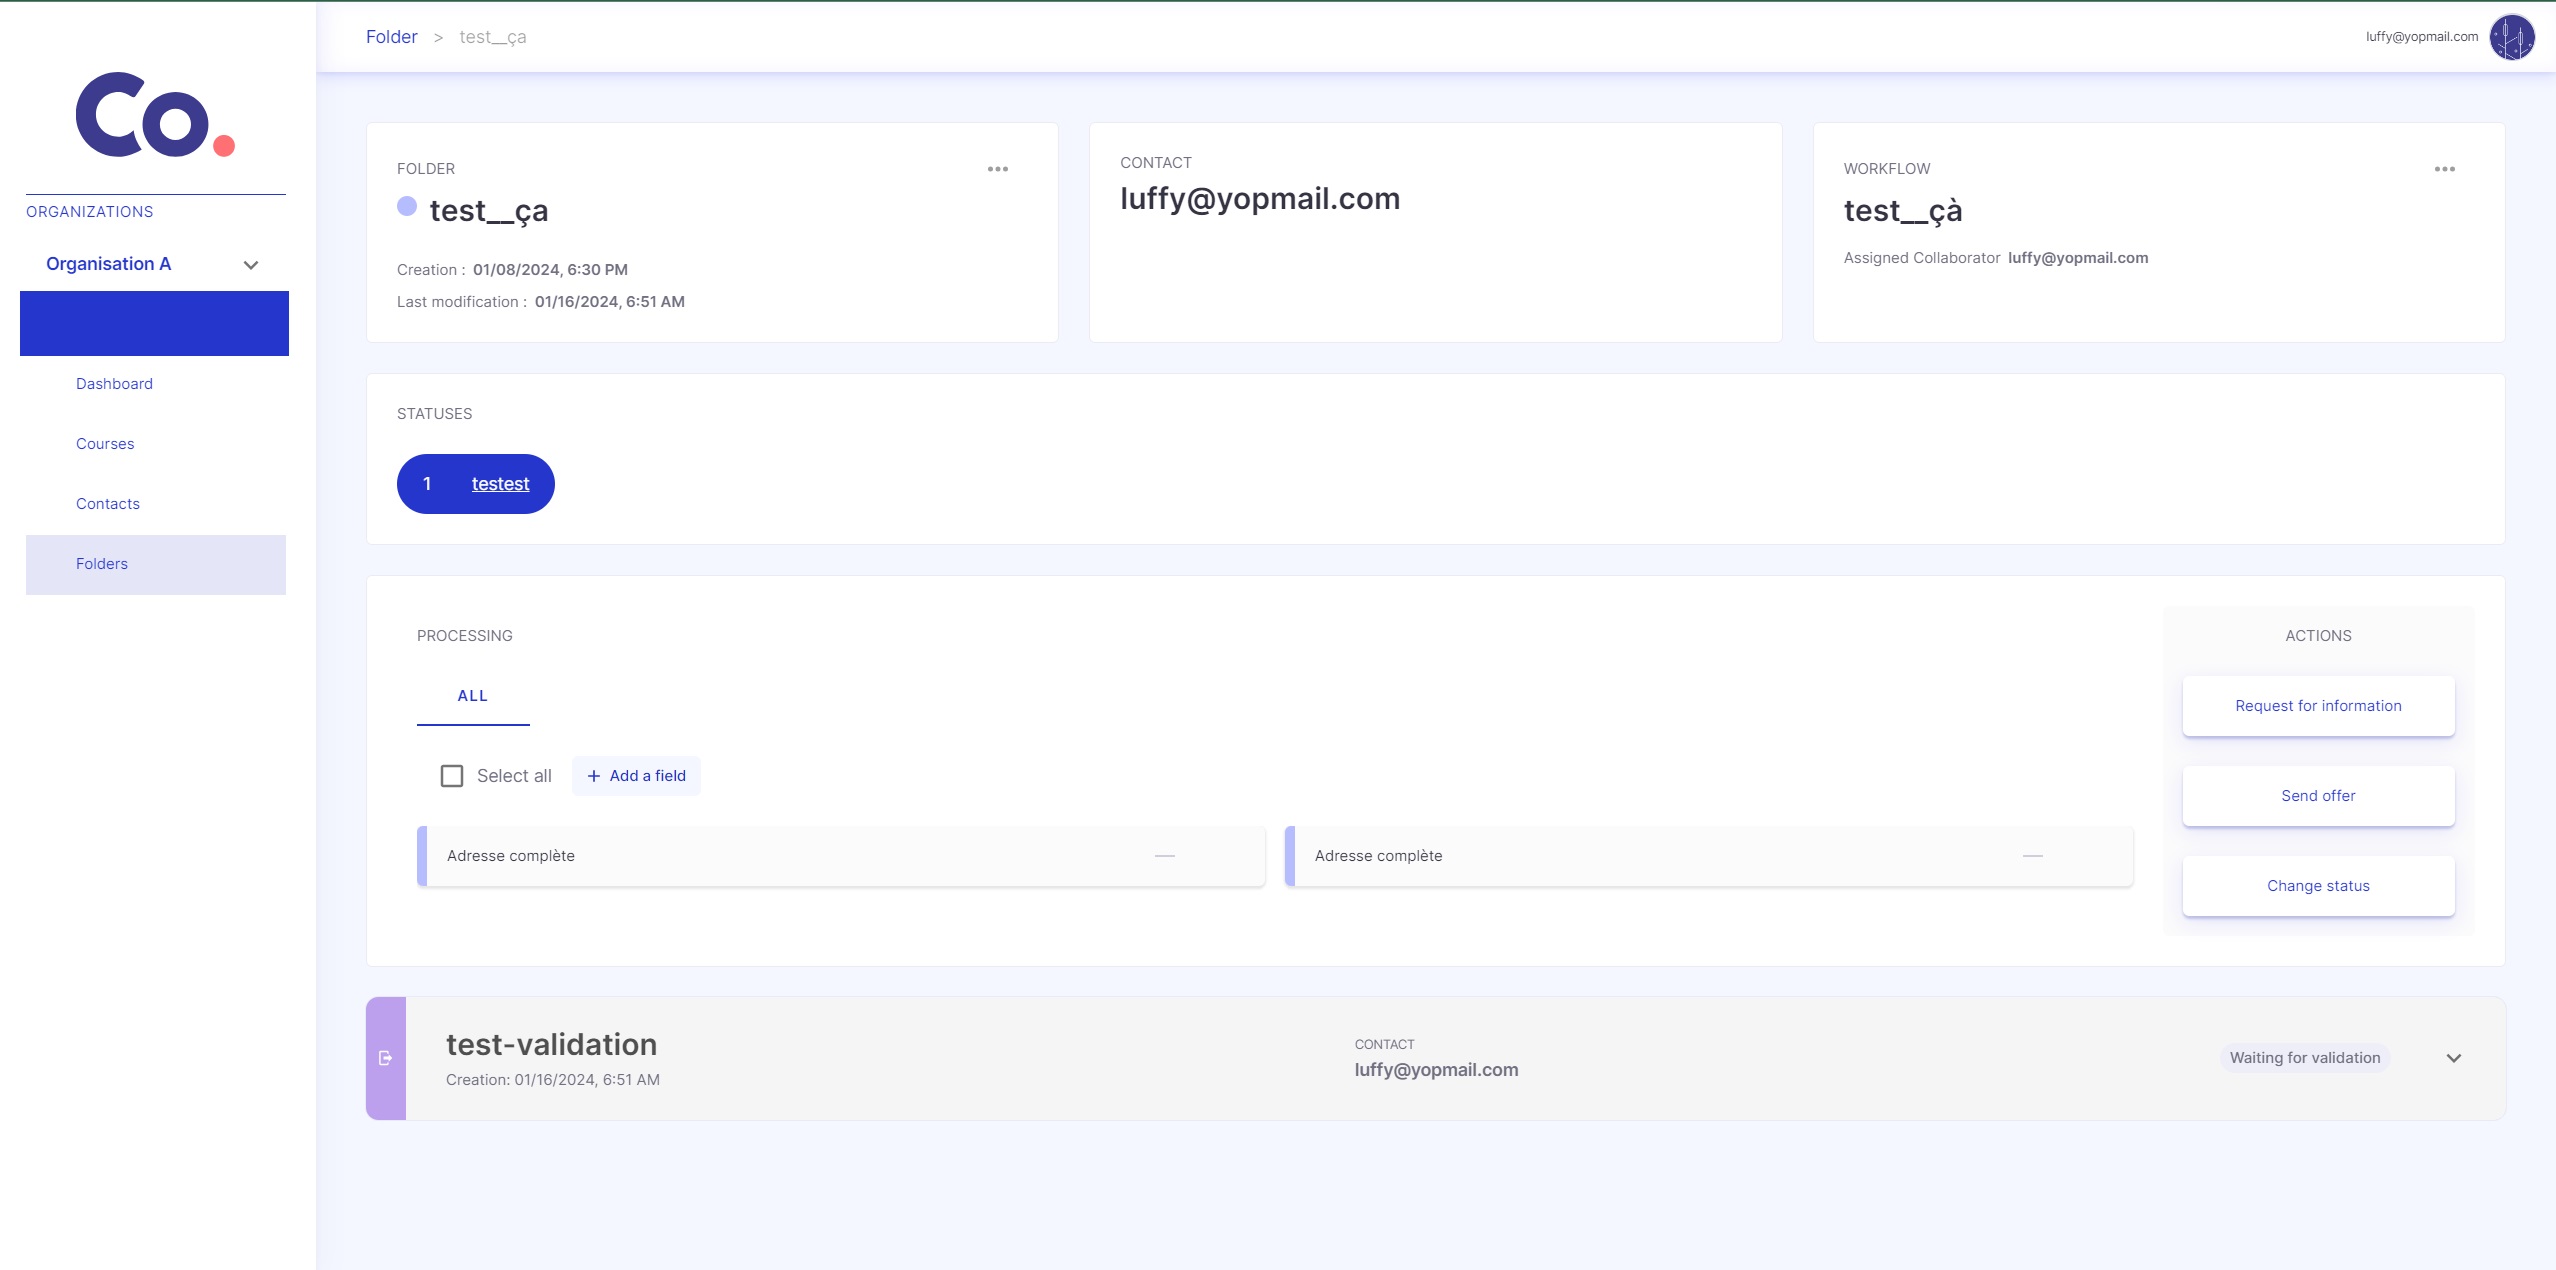 Folder > test__ça
luffy@yopmail.com
Co.
ORGANIZATIONS
Organisation A
Dashboard
Courses
Contacts
Folders
FOLDER
test__ça
Creation : 01/08/2024, 6:30 PM
Last modification : 01/16/2024, 6:51 AM
CONTACT
luffy@yopmail.com
WORKFLOW
test__çà
Assigned Collaborator luffy@yopmail.com
STATUSES
1 testest
PROCESSING
ALL
Select all
+ Add a field
Adresse complète —
Adresse complète —
ACTIONS
Request for information
Send offer
Change status
test-validation
Creation: 01/16/2024, 6:51 AM
CONTACT
luffy@yopmail.com
Waiting for validation